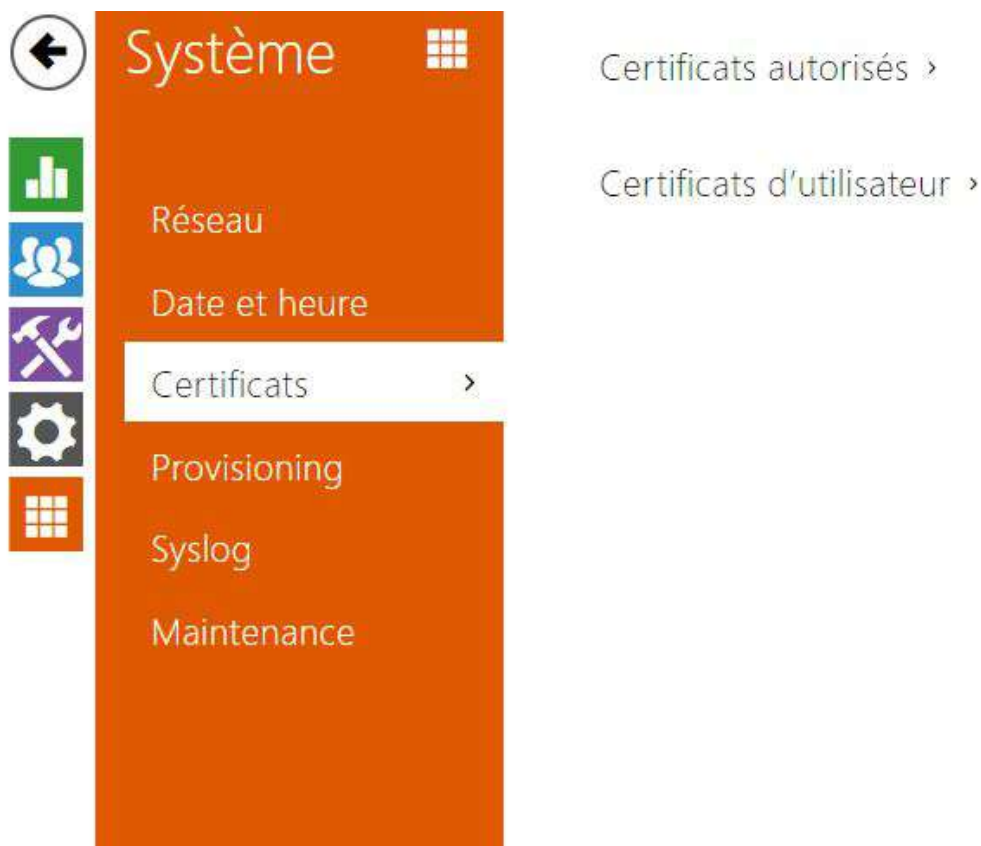 Système
Réseau
Date et heure
Certificats
Provisioning
Syslog
Maintenance
Certificats autorisés ›
Certificats d'utilisateur ›